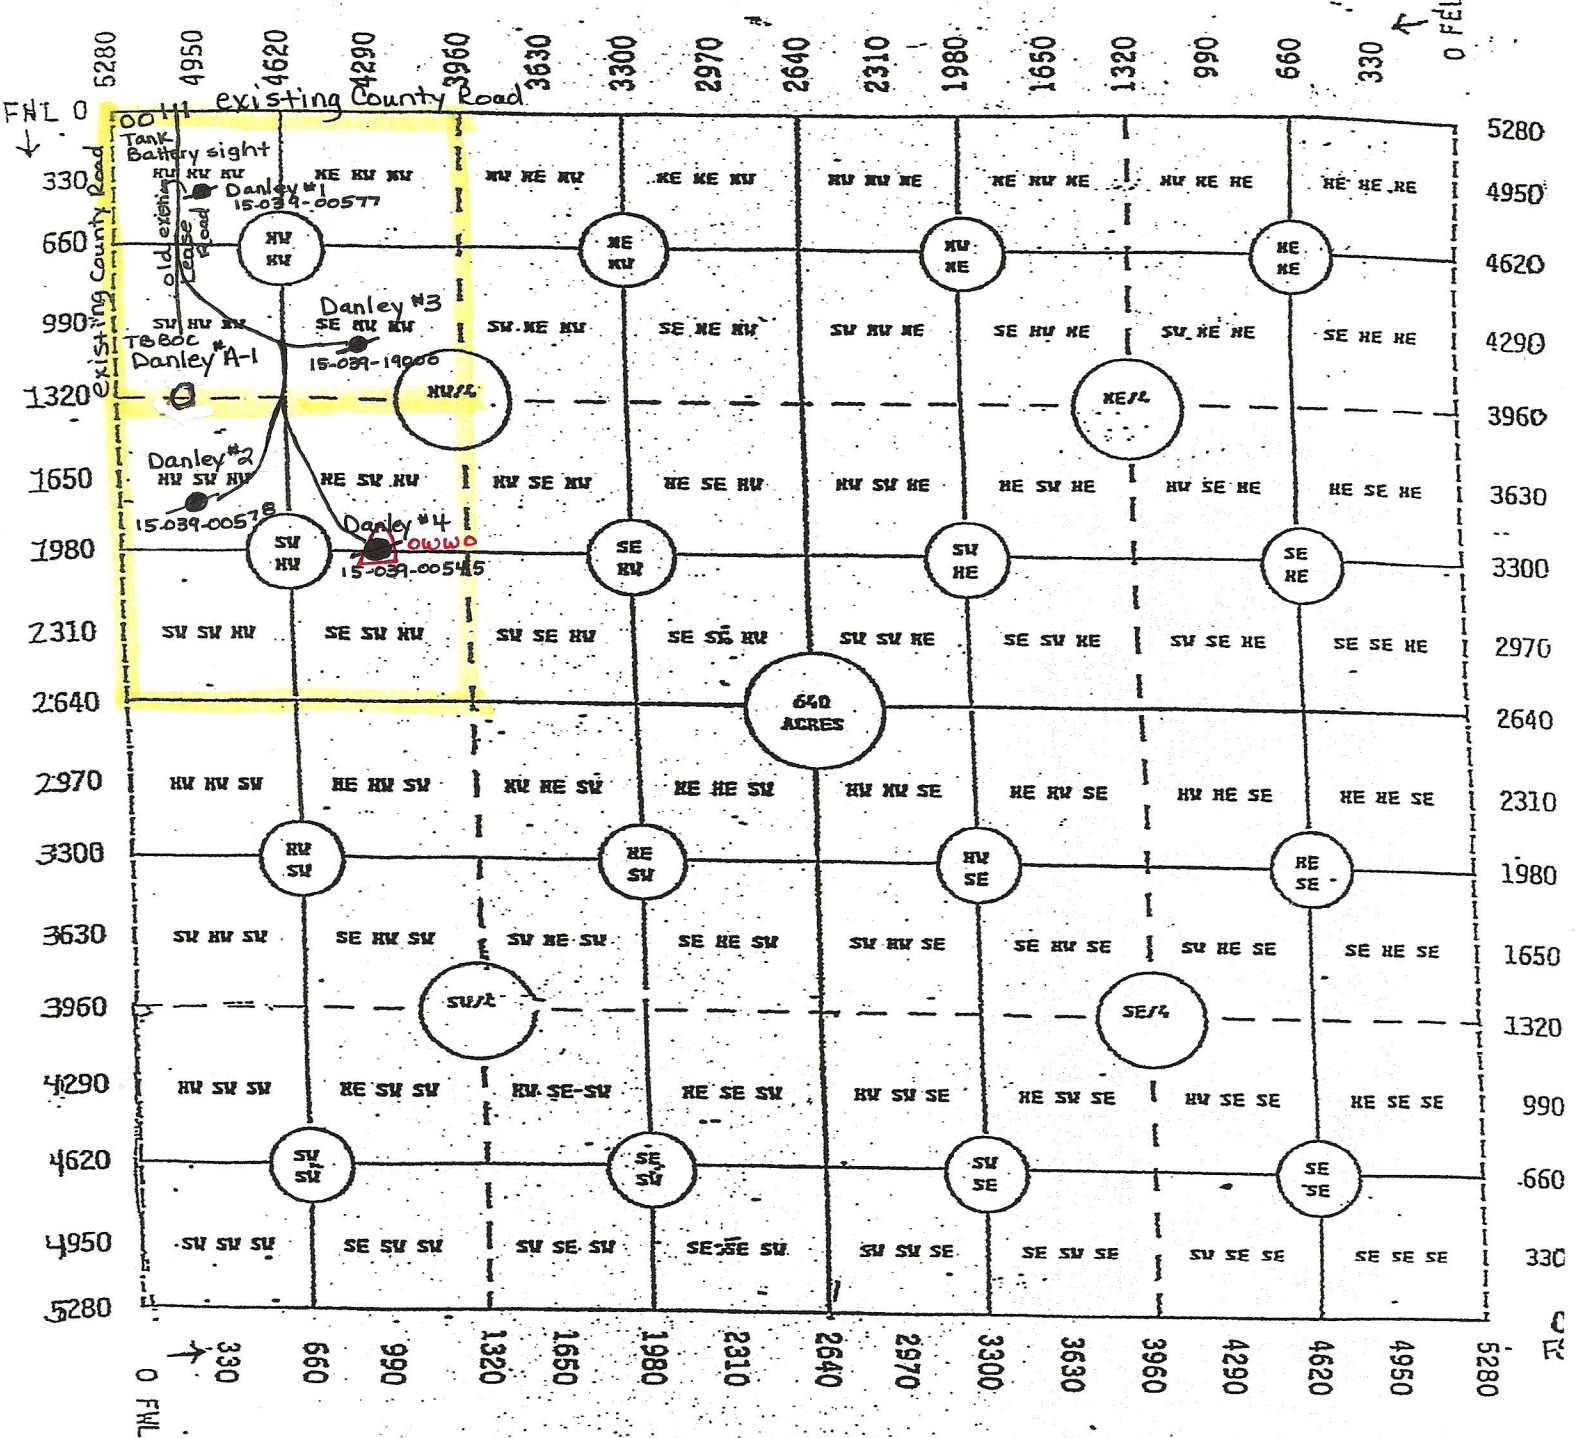 5280 4950 4620 4290 3960 3630 3300 2970 2640 2310 1980 1650 1320 990 660 330 0 FEL
existing County Road
FNL 0
5280
Tank
Battery sight
existing County Road
old existing
Lease
Road
330 NW NW NW NE NW NW NW NE NW NE NE NW NW NW NE NE NW NE NW NE NE NE NE NE 4950
Danley #1
15-039-00577
660 NW NW NE NW NW NE NE NE 4620
Danley #3
990 SW NW NW SE NW NW SW NE NW SE NE NW SW NW NE SE NW NE SW NE NE SE NE NE 4290
TBBOC
Danley #A-1
15-039-19000
1320 NW/4 NE/4 3960
Danley #2
1650 NW SW NW NE SW NW NW SE NW NE SE NW NW SW NE NE SW NE NW SE NE NE SE NE 3630
15-039-00578
Danley #4
OWWO
1980 SW NW SE NW SW NE SE NE 3300
15-039-00545
2310 SW SW NW SE SW NW SW SE NW SE SE NW SW SW NE SE SW NE SW SE NE SE SE NE 2970
2640 640 ACRES 2640
2970 NW NW SW NE NW SW NW NE SW NE NE SW NW NW SE NE NW SE NW NE SE NE NE SE 2310
3300 NW SW NE SW NW SE NE SE 1980
3630 SW NW SW SE NW SW SW NE SW SE NE SW SW NW SE SE NW SE SW NE SE SE NE SE 1650
3960 SW/4 SE/4 1320
4290 NW SW SW NE SW SW NW SE SW NE SE SW NW SW SE NE SW SE NW SE SE NE SE SE 990
4620 SW SW SE SW SW SE SE SE 660
4950 SW SW SW SE SW SW SW SE SW SE SE SW SW SW SE SE SW SE SW SE SE SE SE SE 330
5280 0
0 FWL 330 660 990 1320 1650 1980 2310 2640 2970 3300 3630 3960 4290 4620 4950 5280